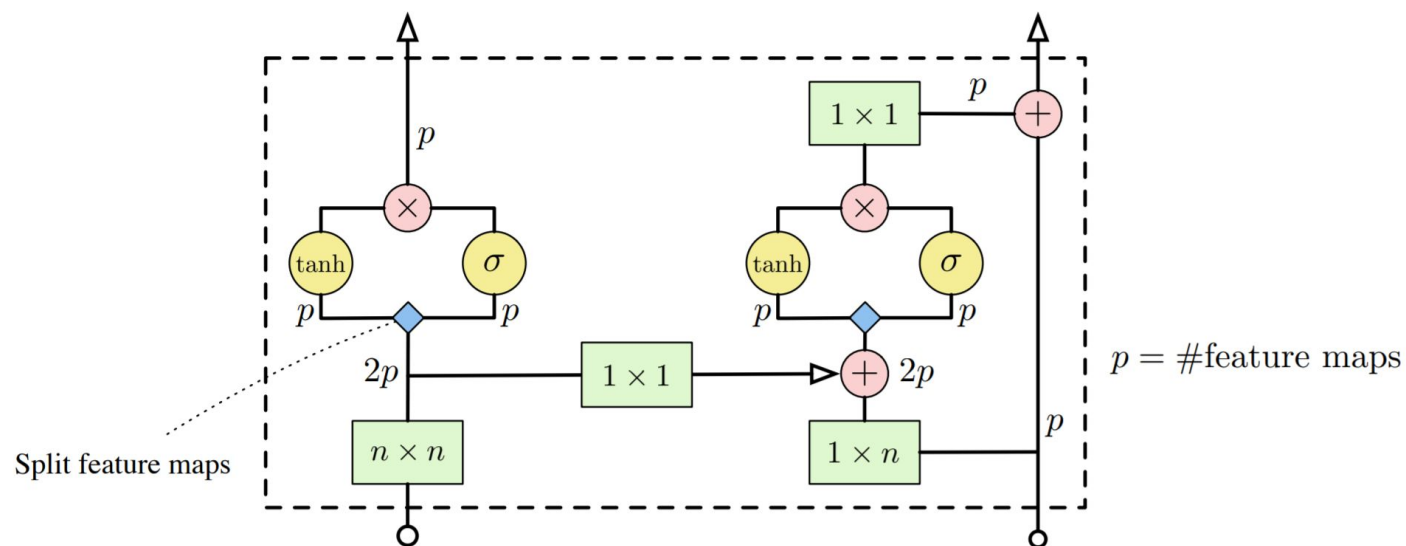 p
1 × 1
p
+
×
×
tanh
σ
tanh
σ
p
p
p
p
2p
1 × 1
+
2p
p = #feature maps
p
n × n
1 × n
Split feature maps